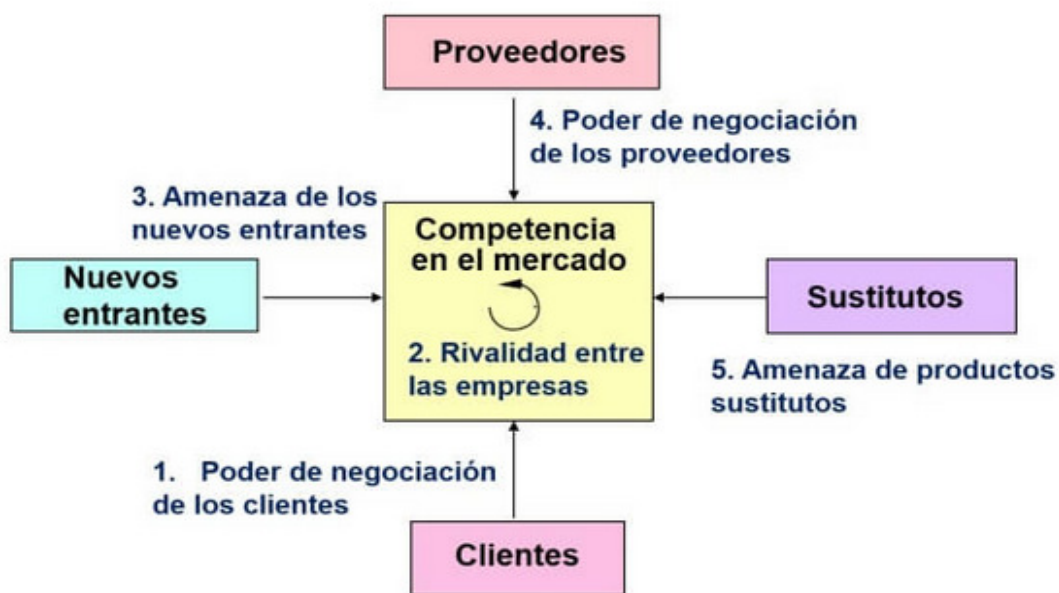 Proveedores
4. Poder de negociación
de los proveedores
3. Amenaza de los
nuevos entrantes
Competencia
en el mercado
Nuevos
entrantes
Sustitutos
2. Rivalidad entre
las empresas
5. Amenaza de productos
sustitutos
1. Poder de negociación
de los clientes
Clientes